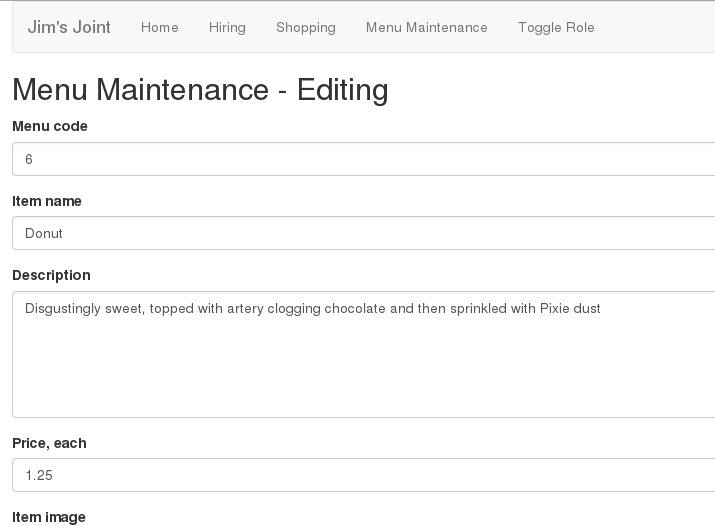 Jim's Joint Home Hiring Shopping Menu Maintenance Toggle Role
Menu Maintenance - Editing
Menu code
6
Item name
Donut
Description
Disgustingly sweet, topped with artery clogging chocolate and then sprinkled with Pixie dust
Price, each
1.25
Item image